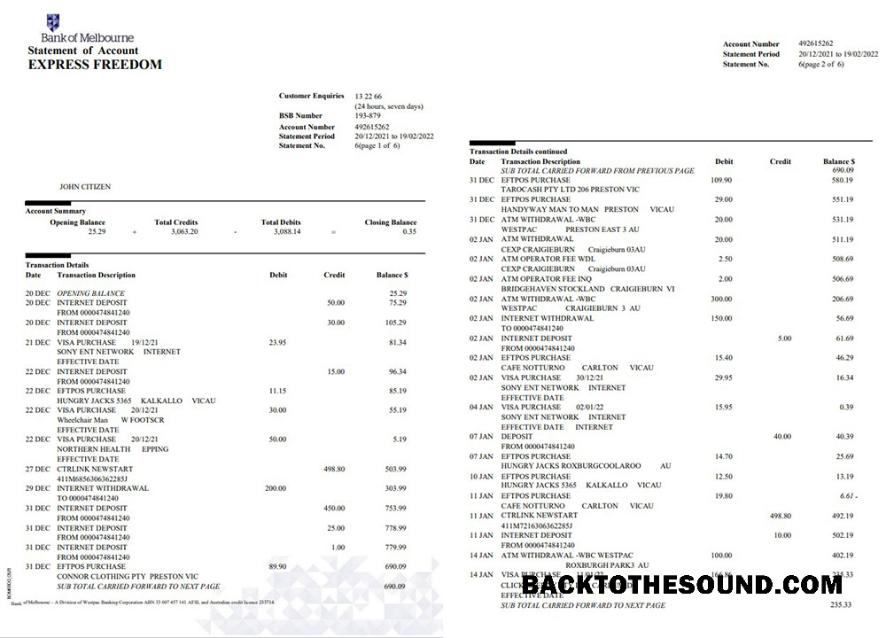 Bank of Melbourne
Statement of Account
EXPRESS FREEDOM
Customer Enquiries 13 22 66
(24 hours, seven days)
BSB Number 193-879
Account Number 492615262
Statement Period 20/12/2021 to 19/02/2022
Statement No. 6(page 1 of 6)
JOHN CITIZEN
Account Summary
Opening Balance Total Credits Total Debits Closing Balance
25.29 + 3,063.20 - 3,088.14 = 0.35
Transaction Details
Date Transaction Description Debit Credit Balance $
20 DEC OPENING BALANCE 25.29
20 DEC INTERNET DEPOSIT 50.00 75.29
FROM 0000474841240
20 DEC INTERNET DEPOSIT 30.00 105.29
FROM 0000474841240
21 DEC VISA PURCHASE 19/12/21 23.95 81.34
SONY ENT NETWORK INTERNET
EFFECTIVE DATE
22 DEC INTERNET DEPOSIT 15.00 96.34
FROM 0000474841240
22 DEC EFTPOS PURCHASE 11.15 85.19
HUNGRY JACKS 5365 KALKALLO VICAU
22 DEC VISA PURCHASE 20/12/21 30.00 55.19
Wheelchair Man W FOOTSCR
EFFECTIVE DATE
22 DEC VISA PURCHASE 20/12/21 50.00 5.19
NORTHERN HEALTH EPPING
EFFECTIVE DATE
27 DEC CTRLINK NEWSTART 498.80 503.99
411M6856306362285J
29 DEC INTERNET WITHDRAWAL 200.00 303.99
TO 0000474841240
31 DEC INTERNET DEPOSIT 450.00 753.99
FROM 0000474841240
31 DEC INTERNET DEPOSIT 25.00 778.99
FROM 0000474841240
31 DEC INTERNET DEPOSIT 1.00 779.99
FROM 0000474841240
31 DEC EFTPOS PURCHASE 89.90 690.09
CONNOR CLOTHING PTY PRESTON VIC
SUB TOTAL CARRIED FORWARD TO NEXT PAGE 690.09
Bank of Melbourne - A Division of Westpac Banking Corporation ABN 33 007 457 141 AFSL and Australian credit licence 233714.
Account Number 492615262
Statement Period 20/12/2021 to 19/02/2022
Statement No. 6(page 2 of 6)
Transaction Details continued
Date Transaction Description Debit Credit Balance $
SUB TOTAL CARRIED FORWARD FROM PREVIOUS PAGE 690.09
31 DEC EFTPOS PURCHASE 109.90 580.19
TAROCASH PTY LTD 206 PRESTON VIC
31 DEC EFTPOS PURCHASE 29.00 551.19
HANDYWAY MAN TO MAN PRESTON VICAU
31 DEC ATM WITHDRAWAL -WBC 20.00 531.19
WESTPAC PRESTON EAST 3 AU
02 JAN ATM WITHDRAWAL 20.00 511.19
CEXP CRAIGIEBURN Craigieburn 03AU
02 JAN ATM OPERATOR FEE WDL 2.50 508.69
CEXP CRAIGIEBURN Craigieburn 03AU
02 JAN ATM OPERATOR FEE INQ 2.00 506.69
BRIDGEHAVEN STOCKLAND CRAIGIEBURN VI
02 JAN ATM WITHDRAWAL -WBC 300.00 206.69
WESTPAC CRAIGIEBURN 3 AU
02 JAN INTERNET WITHDRAWAL 150.00 56.69
TO 0000474841240
02 JAN INTERNET DEPOSIT 5.00 61.69
FROM 0000474841240
02 JAN EFTPOS PURCHASE 15.40 46.29
CAFE NOTTURNO CARLTON VICAU
02 JAN VISA PURCHASE 30/12/21 29.95 16.34
SONY ENT NETWORK INTERNET
EFFECTIVE DATE
04 JAN VISA PURCHASE 02/01/22 15.95 0.39
SONY ENT NETWORK INTERNET
EFFECTIVE DATE INTERNET
07 JAN DEPOSIT 40.00 40.39
FROM 0000474841240
07 JAN EFTPOS PURCHASE 14.70 25.69
HUNGRY JACKS ROXBURGCOOLAROO AU
10 JAN EFTPOS PURCHASE 12.50 13.19
HUNGRY JACKS 5365 KALKALLO VICAU
11 JAN EFTPOS PURCHASE 19.80 6.61 -
CAFE NOTTURNO CARLTON VICAU
11 JAN CTRLINK NEWSTART 498.80 492.19
411M72163063622285J
11 JAN INTERNET DEPOSIT 10.00 502.19
FROM 0000474841240
14 JAN ATM WITHDRAWAL -WBC WESTPAC 100.00 402.19
ROXBURGH PARK3 AU
14 JAN VISA PURCHASE
BACKTOTHESOUND.COM
EFFECTIVE DATE
SUB TOTAL CARRIED FORWARD TO NEXT PAGE 235.33